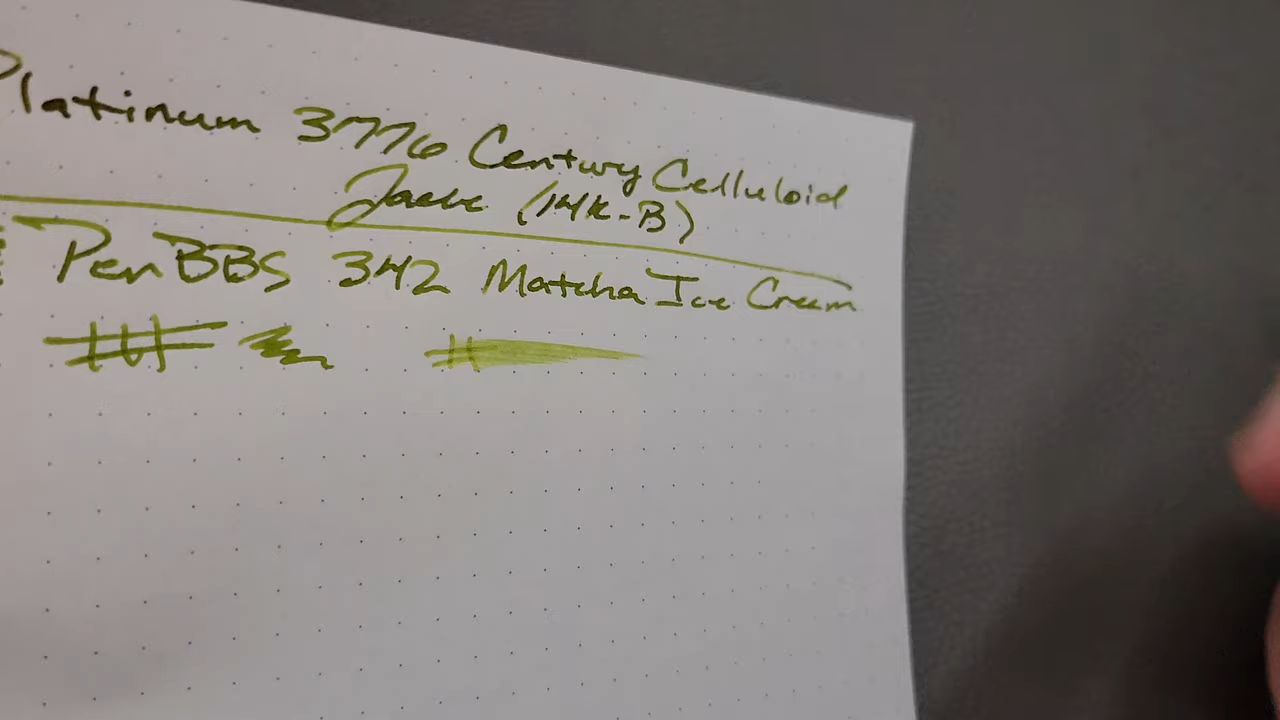 Platinum 3776 Century Celluloid
Jade (14K-B)
PenBBS 342 Matcha Ice Cream